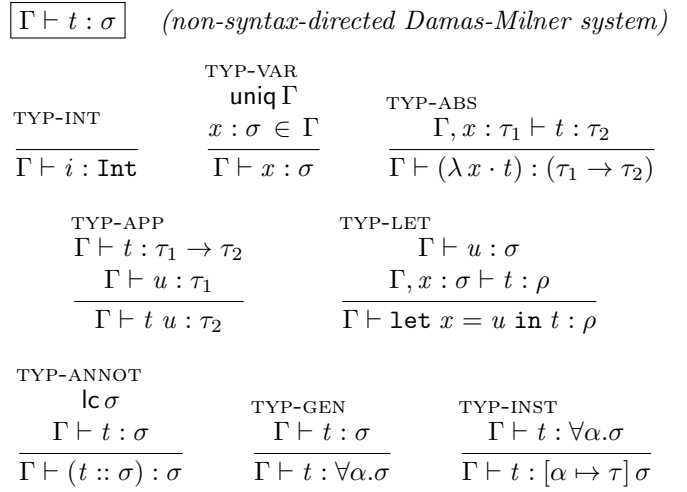 Γ ⊢ t : σ (non-syntax-directed Damas-Milner system)
TYP-INT
Γ ⊢ i : Int
TYP-VAR
uniq Γ
x : σ ∈ Γ
Γ ⊢ x : σ
TYP-ABS
Γ, x : τ₁ ⊢ t : τ₂
Γ ⊢ (λ x · t) : (τ₁ → τ₂)
TYP-APP
Γ ⊢ t : τ₁ → τ₂
Γ ⊢ u : τ₁
Γ ⊢ t u : τ₂
TYP-LET
Γ ⊢ u : σ
Γ, x : σ ⊢ t : ρ
Γ ⊢ let x = u in t : ρ
TYP-ANNOT
lc σ
Γ ⊢ t : σ
Γ ⊢ (t :: σ) : σ
TYP-GEN
Γ ⊢ t : σ
Γ ⊢ t : ∀α.σ
TYP-INST
Γ ⊢ t : ∀α.σ
Γ ⊢ t : [α ↦ τ] σ